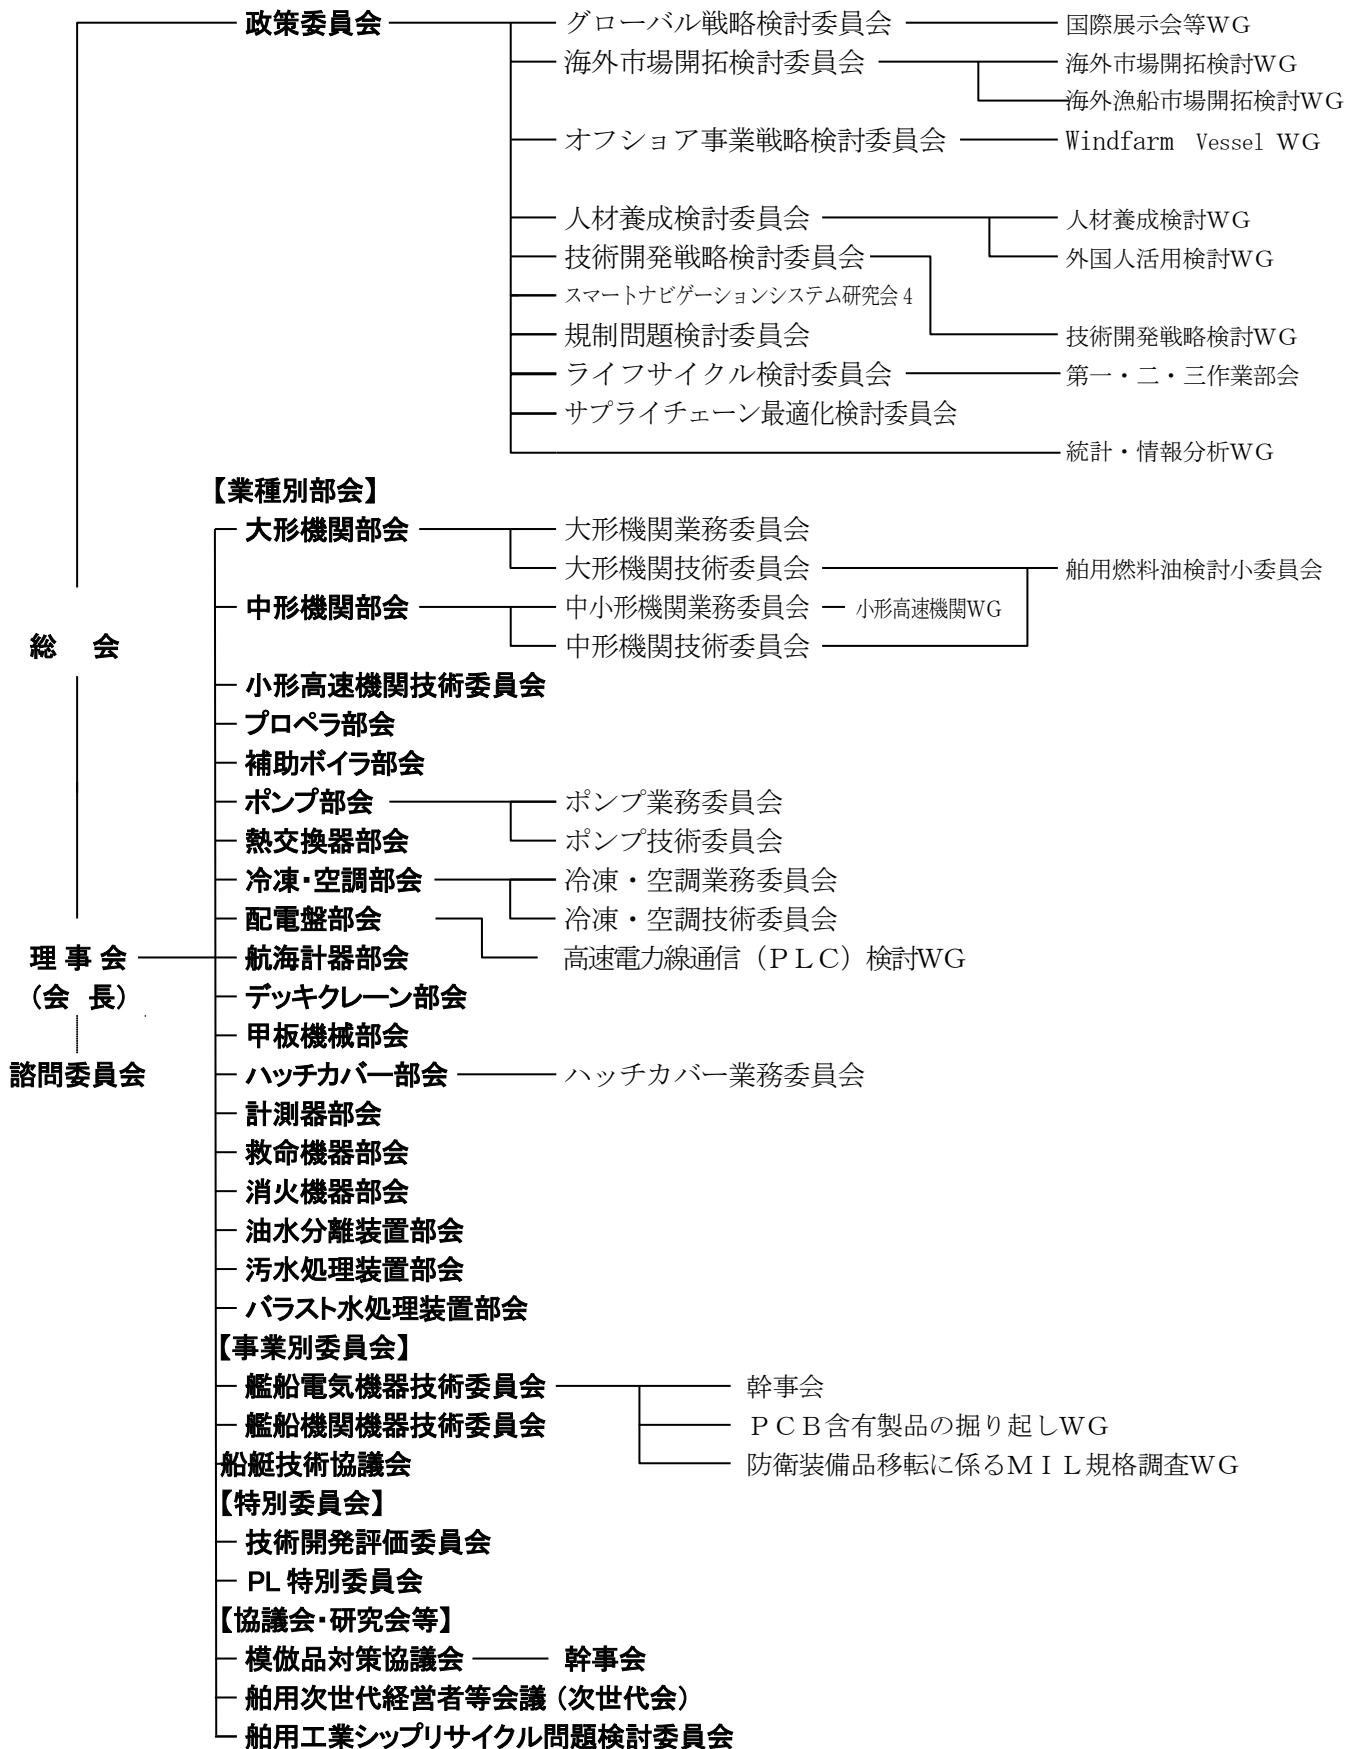 政策委員会 グローバル戦略検討委員会 国際展示会等WG
海外市場開拓検討委員会 海外市場開拓検討WG
海外漁船市場開拓検討WG
オフショア事業戦略検討委員会 Windfarm Vessel WG
人材養成検討委員会 人材養成検討WG
技術開発戦略検討委員会 外国人活用検討WG
スマートナビゲーションシステム研究会4
規制問題検討委員会 技術開発戦略検討WG
ライフサイクル検討委員会 第一・二・三作業部会
サプライチェーン最適化検討委員会
統計・情報分析WG
【業種別部会】
大形機関部会 大形機関業務委員会
大形機関技術委員会 舶用燃料油検討小委員会
中形機関部会 中小形機関業務委員会 小形高速機関WG
総 会 中形機関技術委員会
小形高速機関技術委員会
プロペラ部会
補助ボイラ部会
ポンプ部会 ポンプ業務委員会
熱交換器部会 ポンプ技術委員会
冷凍・空調部会 冷凍・空調業務委員会
配電盤部会 冷凍・空調技術委員会
理事会 航海計器部会 高速電力線通信（PLC）検討WG
（会 長） デッキクレーン部会
甲板機械部会
諮問委員会 ハッチカバー部会 ハッチカバー業務委員会
計測器部会
救命機器部会
消火機器部会
油水分離装置部会
汚水処理装置部会
バラスト水処理装置部会
【事業別委員会】
艦船電気機器技術委員会 幹事会
艦船機関機器技術委員会 PCB含有製品の掘り起しWG
船艇技術協議会 防衛装備品移転に係るMIL規格調査WG
【特別委員会】
技術開発評価委員会
PL特別委員会
【協議会・研究会等】
模倣品対策協議会 幹事会
舶用次世代経営者等会議（次世代会）
舶用工業シップリサイクル問題検討委員会